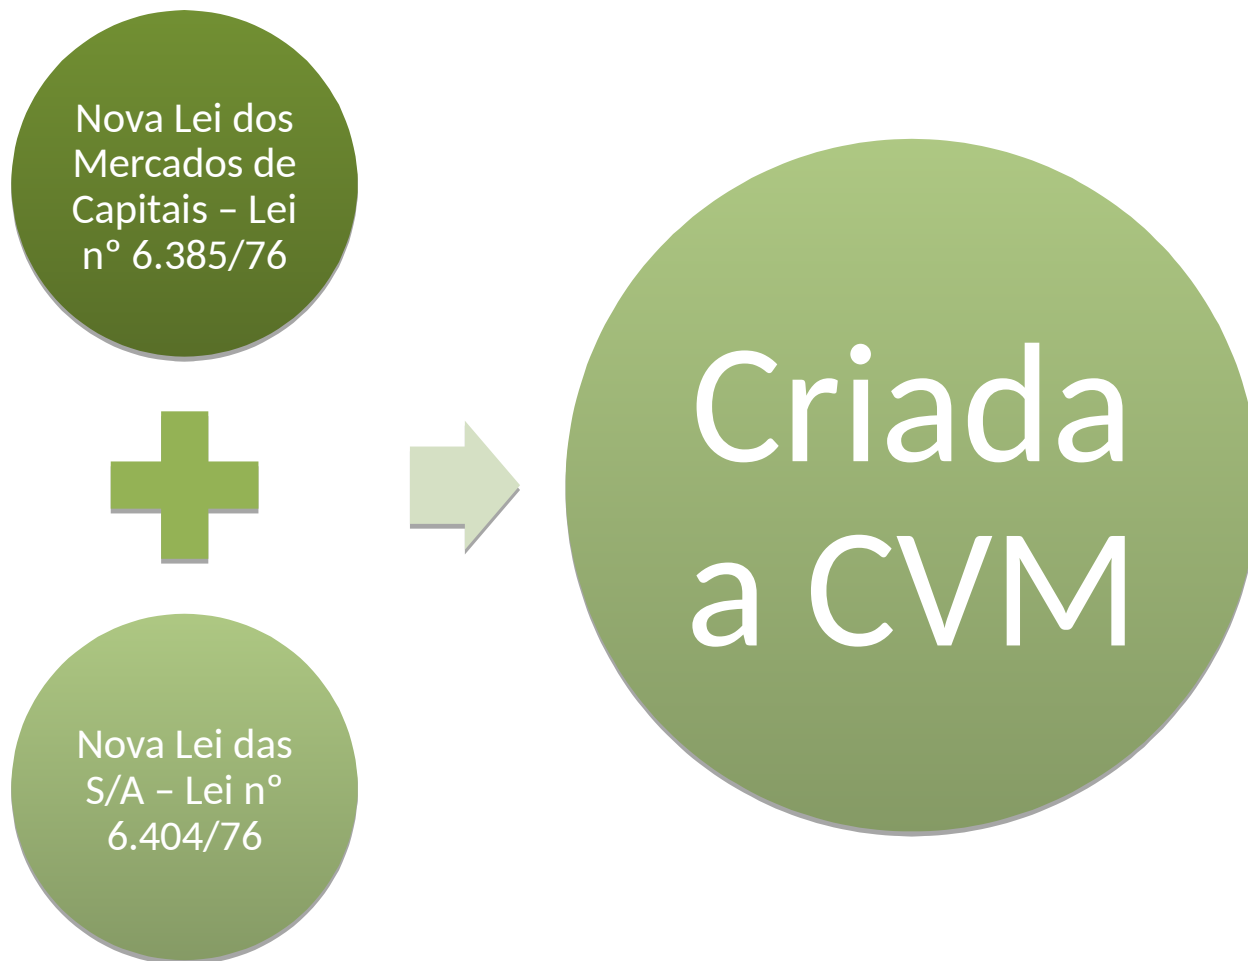 Nova Lei dos
Mercados de
Capitais – Lei
nº 6.385/76
Nova Lei das
S/A – Lei nº
6.404/76
Criada
a CVM